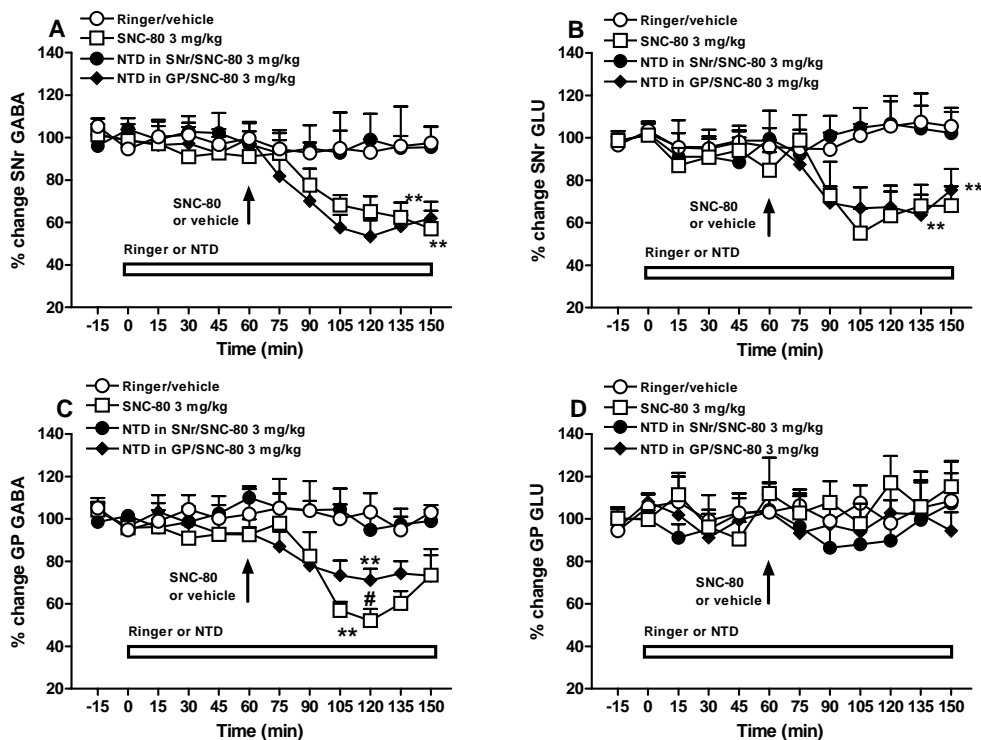 A
Ringer/vehicle
SNC-80 3 mg/kg
NTD in SNr/SNC-80 3 mg/kg
NTD in GP/SNC-80 3 mg/kg
% change SNr GABA
140
120
100
80
60
40
20
SNC-80
or vehicle
**
**
Ringer or NTD
-15 0 15 30 45 60 75 90 105 120 135 150
Time (min)
B
Ringer/vehicle
SNC-80 3 mg/kg
NTD in SNr/SNC-80 3 mg/kg
NTD in GP/SNC-80 3 mg/kg
% change SNr GLU
140
120
100
80
60
40
20
SNC-80
or vehicle
**
**
Ringer or NTD
-15 0 15 30 45 60 75 90 105 120 135 150
Time (min)
C
Ringer/vehicle
SNC-80 3 mg/kg
NTD in SNr/SNC-80 3 mg/kg
NTD in GP/SNC-80 3 mg/kg
% change GP GABA
140
120
100
80
60
40
20
SNC-80
or vehicle
**
#
**
Ringer or NTD
-15 0 15 30 45 60 75 90 105 120 135 150
Time (min)
D
Ringer/vehicle
SNC-80 3 mg/kg
NTD in SNr/SNC-80 3 mg/kg
NTD in GP/SNC-80 3 mg/kg
% change GP GLU
140
120
100
80
60
40
20
SNC-80
or vehicle
Ringer or NTD
-15 0 15 30 45 60 75 90 105 120 135 150
Time (min)